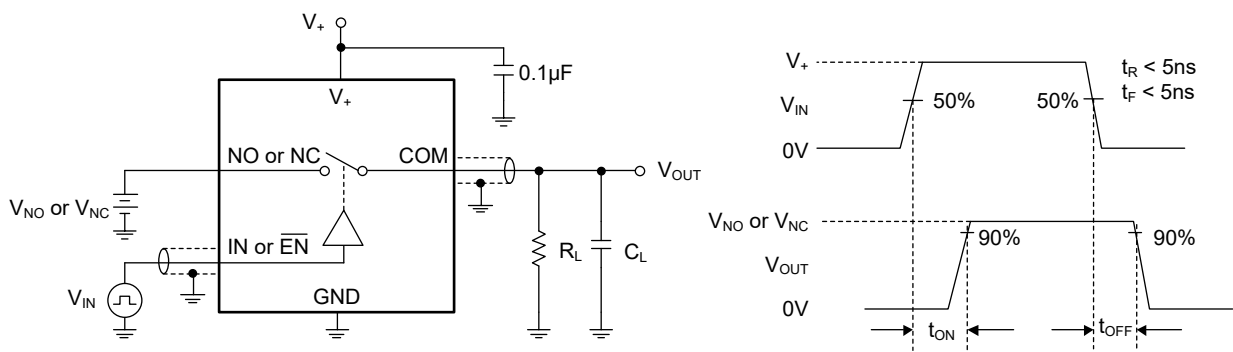 V+
0.1µF
V+
NO or NC
COM
VOUT
VNO or VNC
IN or EN
RL
CL
VIN
GND
V+
tR < 5ns
tF < 5ns
VIN
50%
50%
0V
VNO or VNC
90%
90%
VOUT
0V
tON
tOFF